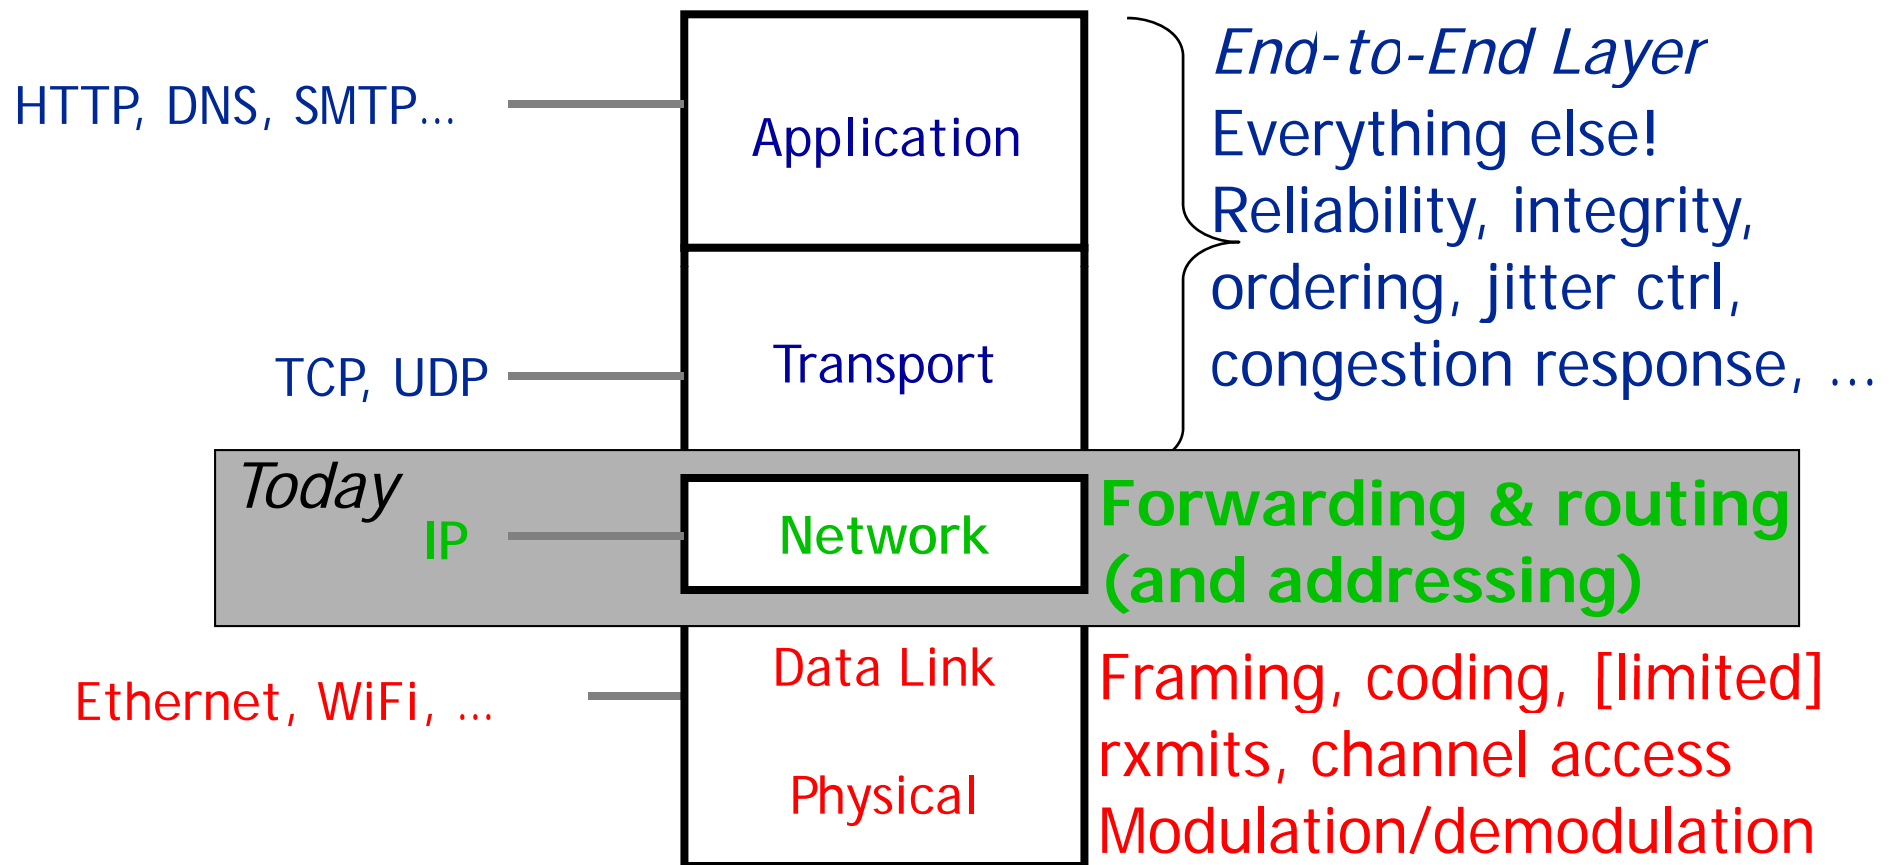 End-to-End Layer
HTTP, DNS, SMTP...
Application
Everything else!
Reliability, integrity,
ordering, jitter ctrl,
TCP, UDP
Transport
congestion response, ...
Today
IP
Network
Forwarding & routing
(and addressing)
Ethernet, WiFi, ...
Data Link
Framing, coding, [limited]
rxmits, channel access
Physical
Modulation/demodulation